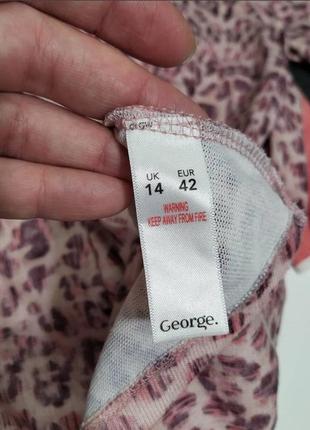 UK EUR
14 42
WARNING
KEEP AWAY FROM FIRE
George.